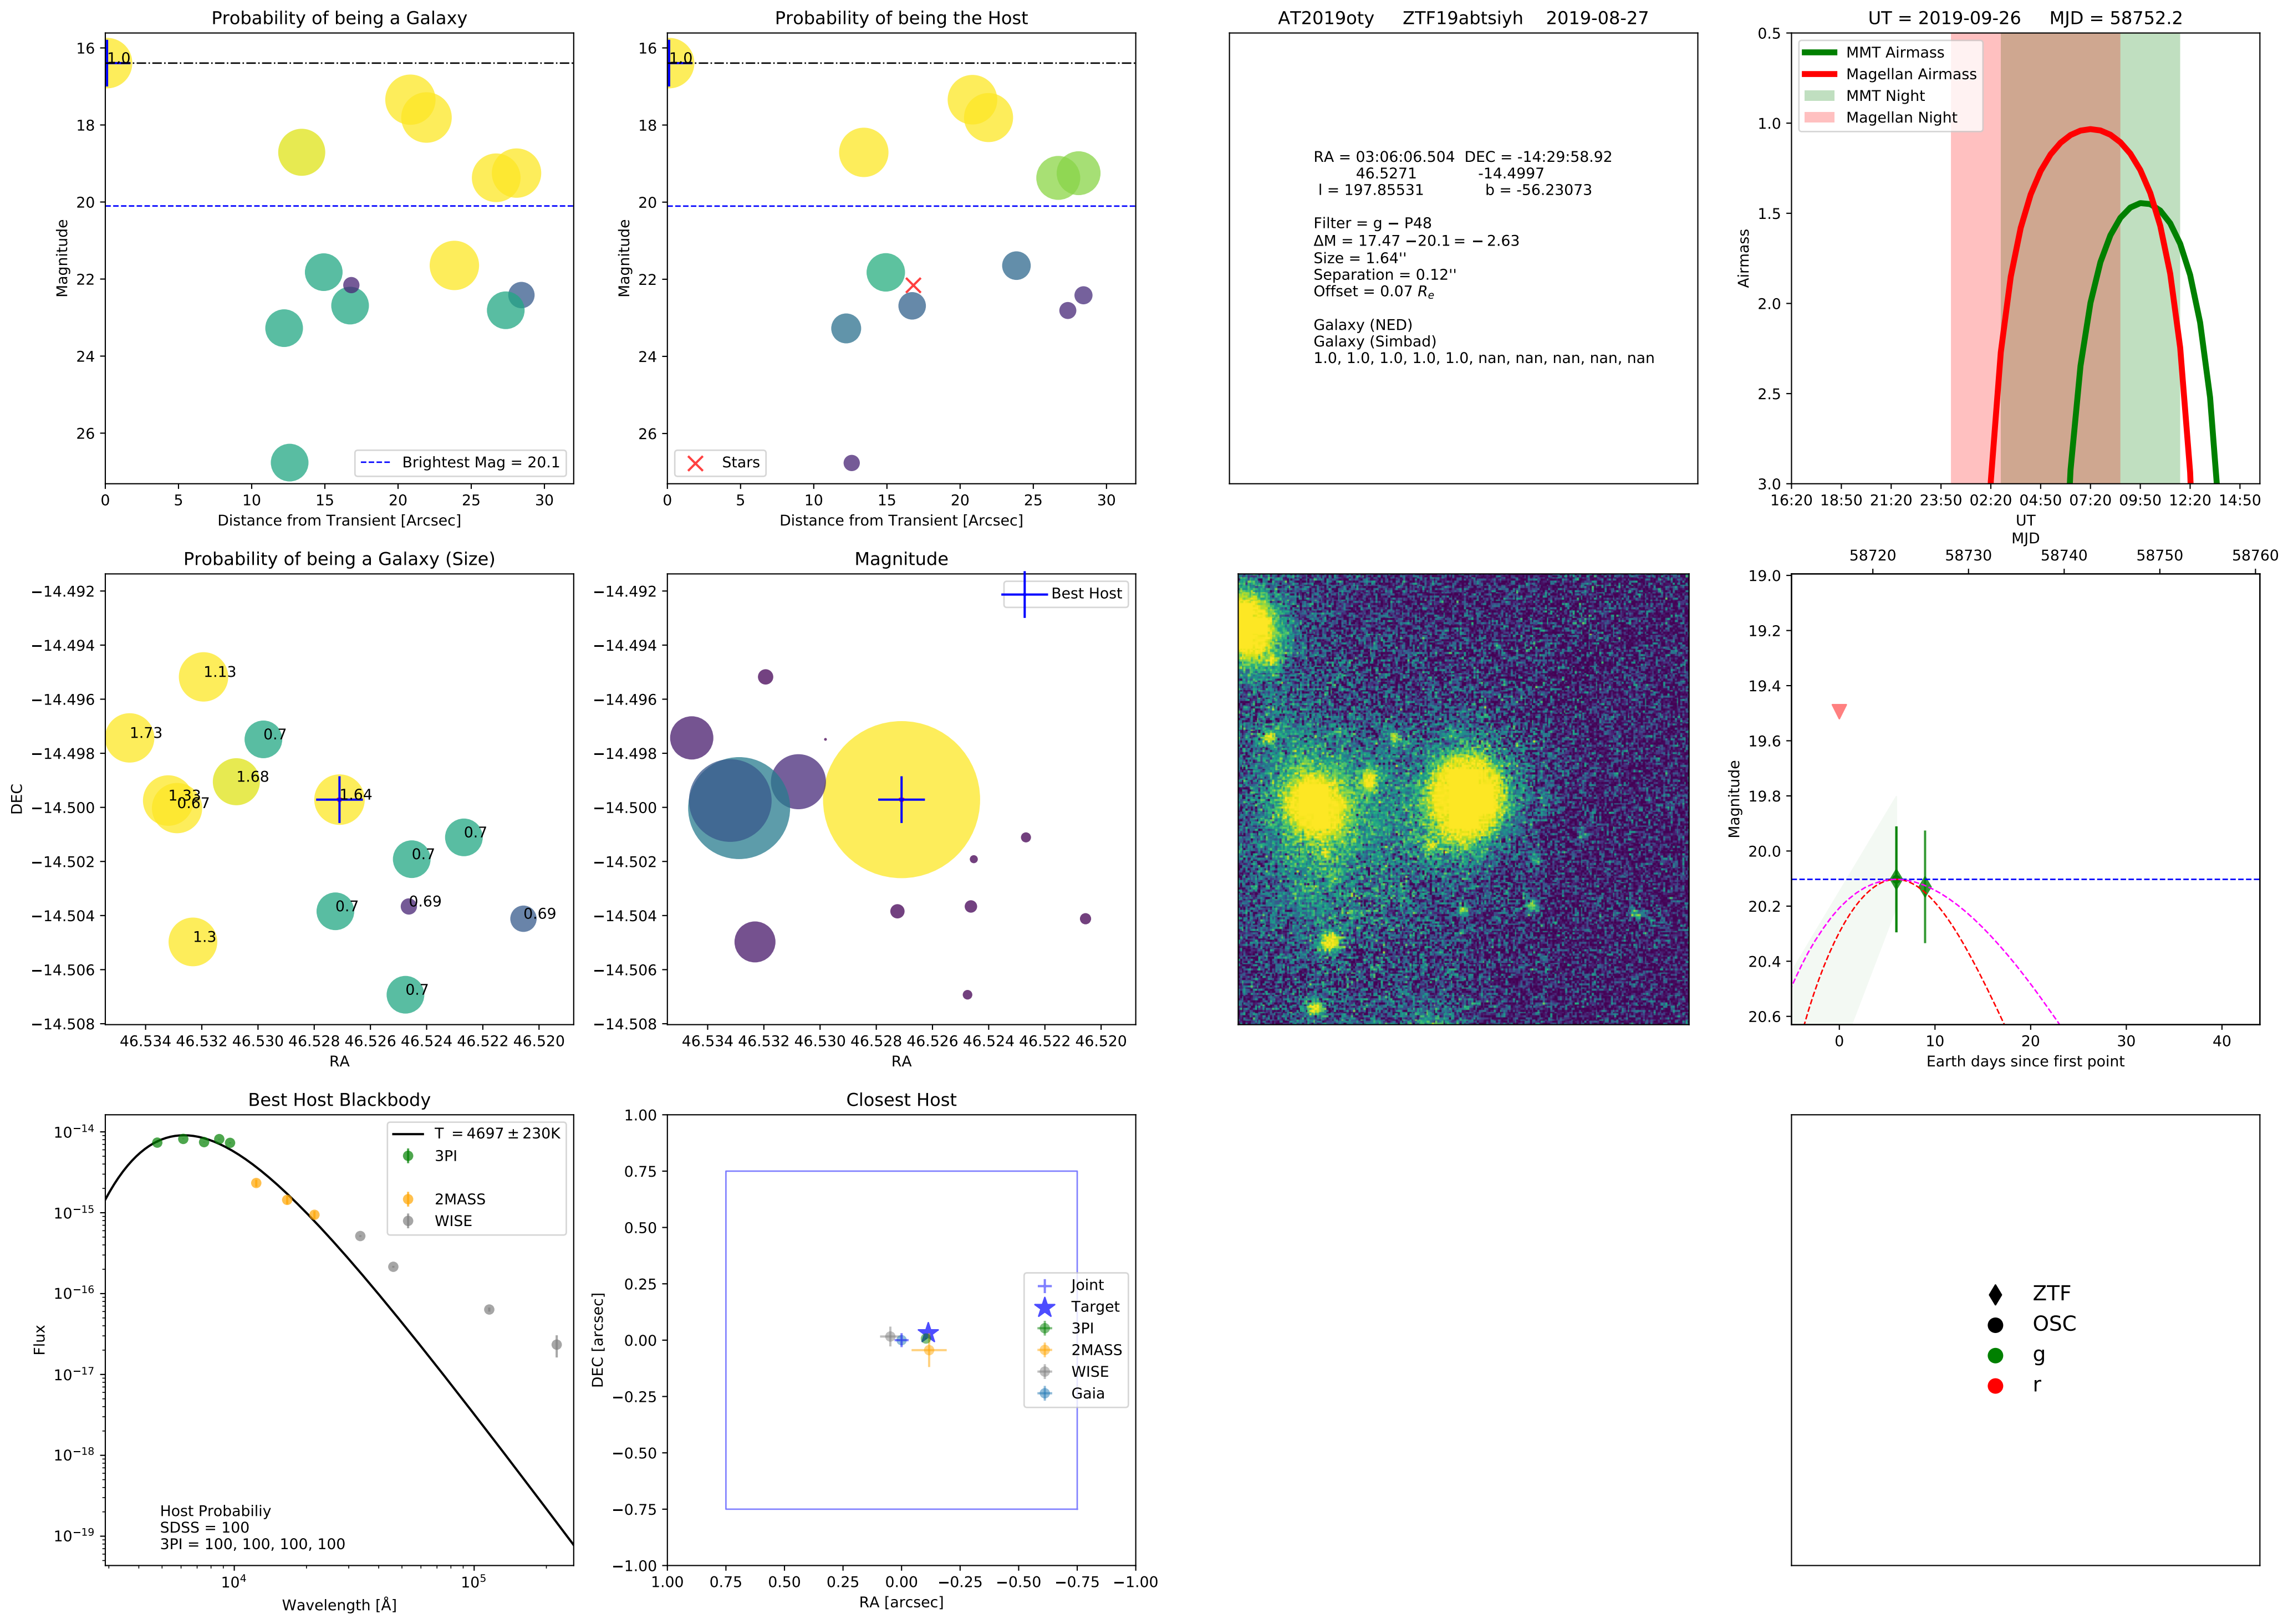 Probability of being a Galaxy
16
18
20
22
24
26
Magnitude
1.0
Brightest Mag = 20.1
0 5 10 15 20 25 30
Distance from Transient [Arcsec]
Probability of being the Host
16
18
20
22
24
26
Magnitude
1.0
Stars
0 5 10 15 20 25 30
Distance from Transient [Arcsec]
AT2019oty ZTF19abtsiyh 2019-08-27
RA = 03:06:06.504 DEC = -14:29:58.92
46.5271 -14.4997
l = 197.85531 b = -56.23073
Filter = g − P48
ΔM = 17.47 −20.1 = −2.63
Size = 1.64''
Separation = 0.12''
Offset = 0.07 Rₑ
Galaxy (NED)
Galaxy (Simbad)
1.0, 1.0, 1.0, 1.0, 1.0, nan, nan, nan, nan, nan
UT = 2019-09-26 MJD = 58752.2
0.5
1.0
1.5
2.0
2.5
3.0
Airmass
MMT Airmass
Magellan Airmass
MMT Night
Magellan Night
16:20 18:50 21:20 23:50 02:20 04:50 07:20 09:50 12:20 14:50
UT
Probability of being a Galaxy (Size)
−14.492
−14.494
−14.496
−14.498
−14.500
−14.502
−14.504
−14.506
−14.508
DEC
1.13
1.73
0.7
1.68
1.33
0.67
1.64
0.7
0.7
0.69
0.7
0.69
1.3
0.7
46.534 46.532 46.530 46.528 46.526 46.524 46.522 46.520
RA
Magnitude
−14.492
−14.494
−14.496
−14.498
−14.500
−14.502
−14.504
−14.506
−14.508
Best Host
46.534 46.532 46.530 46.528 46.526 46.524 46.522 46.520
RA
MJD
58720 58730 58740 58750 58760
19.0
19.2
19.4
19.6
19.8
20.0
20.2
20.4
20.6
Magnitude
0 10 20 30 40
Earth days since first point
Best Host Blackbody
10⁻¹⁴
10⁻¹⁵
10⁻¹⁶
10⁻¹⁷
10⁻¹⁸
10⁻¹⁹
Flux
T = 4697 ± 230K
3PI
2MASS
WISE
Host Probabiliy
SDSS = 100
3PI = 100, 100, 100, 100
10⁴ 10⁵
Wavelength [Å]
Closest Host
1.00
0.75
0.50
0.25
0.00
−0.25
−0.50
−0.75
−1.00
DEC [arcsec]
Joint
Target
3PI
2MASS
WISE
Gaia
1.00 0.75 0.50 0.25 0.00 −0.25 −0.50 −0.75 −1.00
RA [arcsec]
ZTF
OSC
g
r